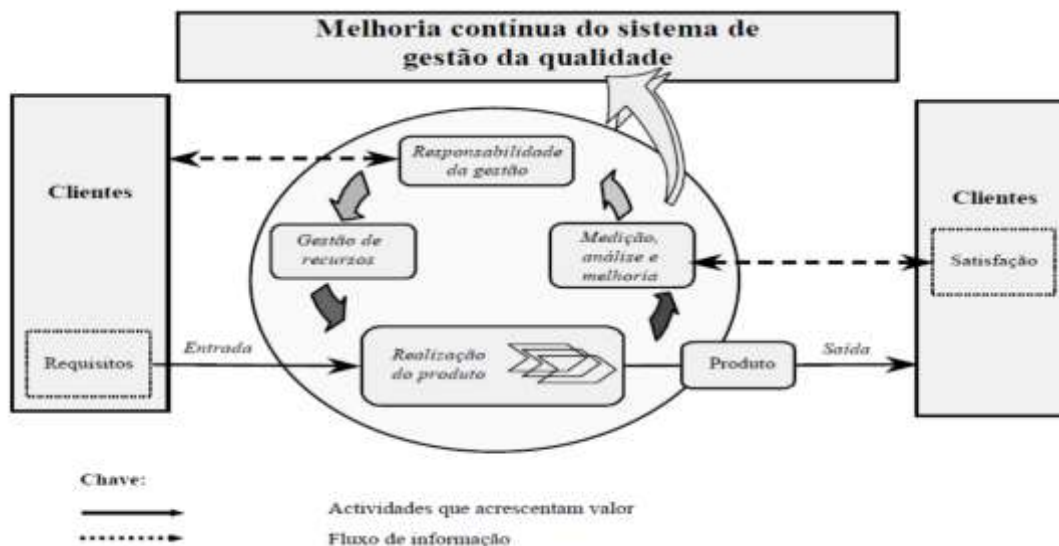 Melhoria contínua do sistema de
gestão da qualidade
Clientes
Requisitos
Entrada
Responsabilidade
da gestão
Gestão de
recursos
Medição,
análise e
melhoria
Realização
do produto
Produto
Saída
Clientes
Satisfação
Chave:
Actividades que acrescentam valor
Fluxo de informação